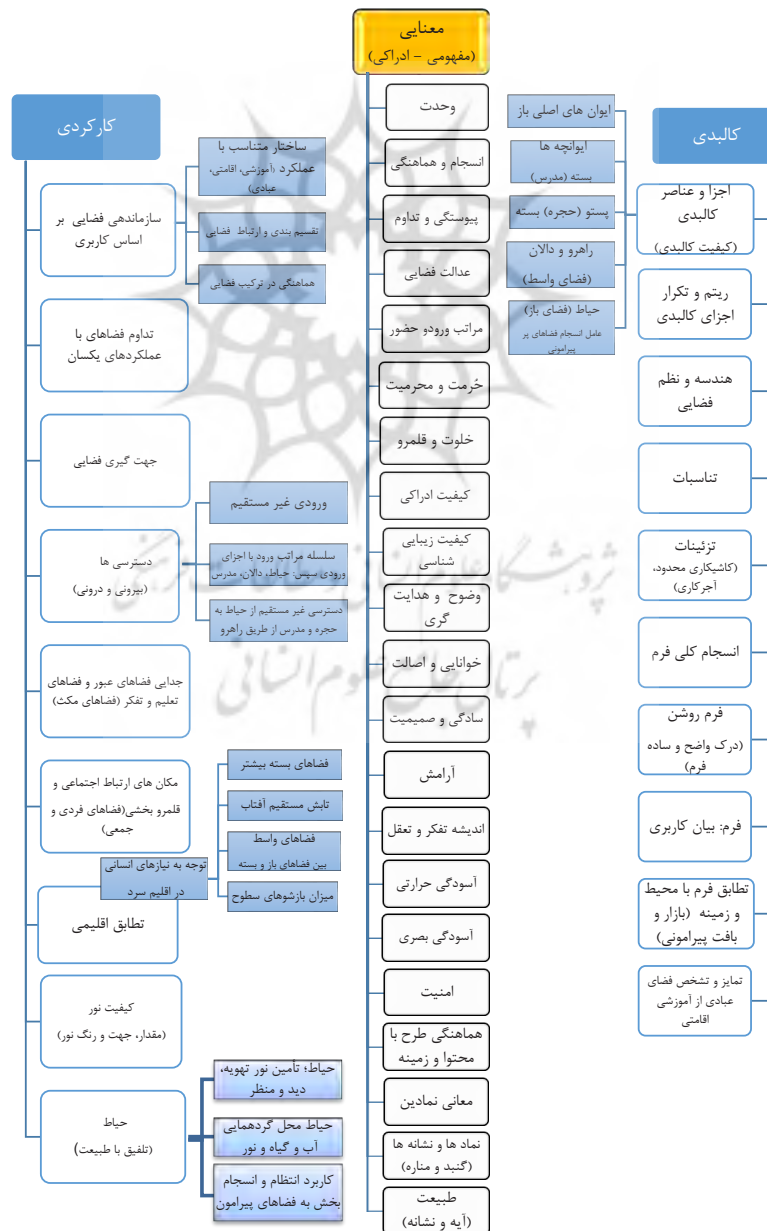 معنایی
(مفهومی - ادراکی)
وحدت
انسجام و هماهنگی
پیوستگی و تداوم
عدالت فضایی
مراتب ورودو حضور
حُرمت و محرمیت
خلوت و قلمرو
کیفیت ادراکی
کیفیت زیبایی
شناسی
وضوح و هدایت
گری
خوانایی و اصالت
سادگی و صمیمیت
آرامش
اندیشه تفکر و تعقل
آسودگی حرارتی
آسودگی بصری
امنیت
هماهنگی طرح با
محتوا و زمینه
معانی نمادین
نماد ها و نشانه ها
(گنبد و مناره)
طبیعت
(آیه و نشانه)
کالبدی
اجزا و عناصر
کالبدی
(کیفیت کالبدی)
ایوان های اصلی باز
ایوانچه ها
بسته (مدرس)
پستو (حجره) بسته
راهرو و دالان
(فضای واسط)
حیاط (فضای باز)
عامل انسجام فضاهای پر
پیرامونی
ریتم و تکرار
اجزای کالبدی
هندسه و نظم
فضایی
تناسبات
تزئینات
(کاشیکاری محدود،
آجرکاری)
انسجام کلی فرم
فرم روشن
(درک واضح و ساده
فرم)
فرم: بیان کاربری
تطابق فرم با محیط
و زمینه (بازار و
بافت پیرامونی)
تمایز و تشخص فضای
عبادی از آموزشی
اقامتی
کارکردی
سازماندهی فضایی بر
اساس کاربری
ساختار متناسب با
عملکرد (آموزشی، اقامتی،
عبادی)
تقسیم بندی و ارتباط فضایی
هماهنگی در ترکیب فضایی
تداوم فضاهای با
عملکردهای یکسان
جهت گیری فضایی
دسترسی ها
(بیرونی و درونی)
ورودی غیر مستقیم
سلسله مراتب ورود با اجزای
ورودی سپس: حیاط، دالان، مدرس
دسترسی غیر مستقیم از حیاط به
حجره و مدرس از طریق راهرو
جدایی فضاهای عبور و فضاهای
تعلیم و تفکر (فضاهای مکث)
مکان های ارتباط اجتماعی و
قلمرو بخشی(فضاهای فردی و
جمعی)
تطابق اقلیمی
توجه به نیازهای انسانی
در اقلیم سرد
فضاهای بسته بیشتر
تابش مستقیم آفتاب
فضاهای واسط
بین فضاهای باز و بسته
میزان بازشوهای سطوح
کیفیت نور
(مقدار، جهت و رنگ نور)
حیاط
(تلفیق با طبیعت)
حیاط؛ تأمین نور تهویه،
دید و منظر
حیاط محل گردهمایی
آب و گیاه و نور
کاربرد انتظام و انسجام
بخش به فضاهای پیرامون
پژوهشگاه علوم انسانی و مطالعات فرهنگی
پرتال جامع علوم انسانی